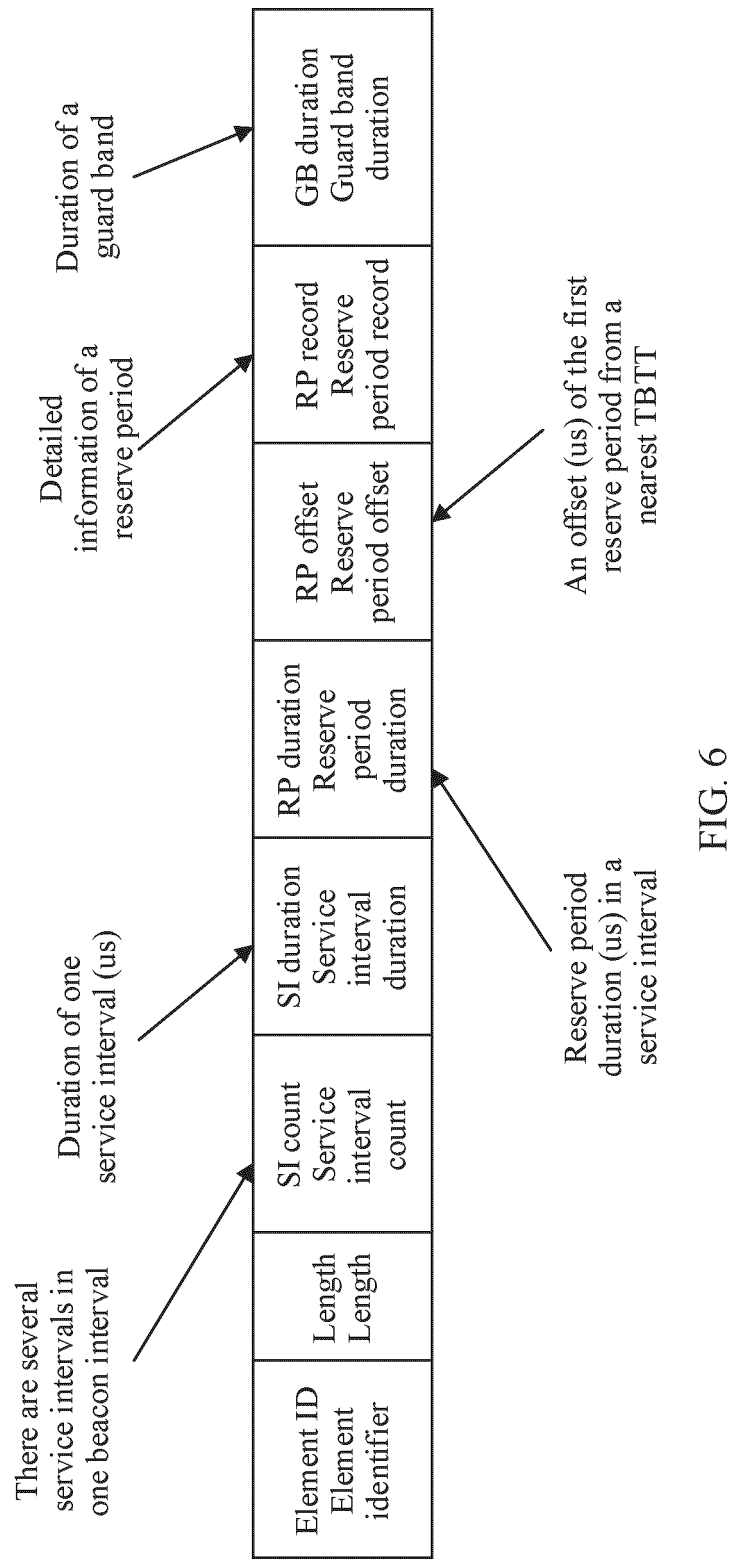 There are several
service intervals in
one beacon interval
Duration of one
service interval (us)
Detailed
information of a
reserve period
Duration of a
guard band
Element ID
Element
identifier
Length
Length
SI count
Service
interval
count
SI duration
Service
interval
duration
RP duration
Reserve
period
duration
RP offset
Reserve
period offset
RP record
Reserve
period record
GB duration
Guard band
duration
Reserve period
duration (us) in a
service interval
An offset (us) of the first
reserve period from a
nearest TBTT
FIG. 6